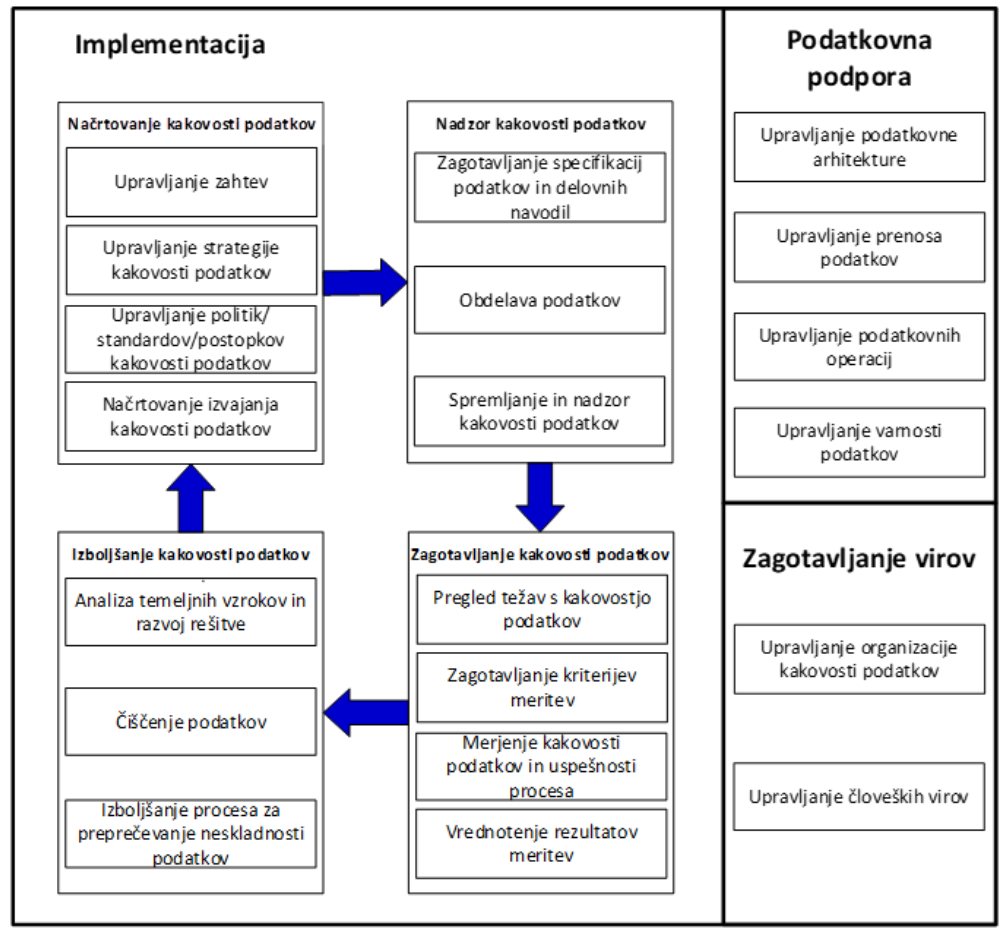 Implementacija
Načrtovanje kakovosti podatkov
Upravljanje zahtev
Upravljanje strategije
kakovosti podatkov
Upravljanje politik/
standardov/postopkov
kakovosti podatkov
Načrtovanje izvajanja
kakovosti podatkov
Nadzor kakovosti podatkov
Zagotavljanje specifikacij
podatkov in delovnih
navodil
Obdelava podatkov
Spremljanje in nadzor
kakovosti podatkov
Izboljšanje kakovosti podatkov
Analiza temeljnih vzrokov in
razvoj rešitve
Čiščenje podatkov
Izboljšanje procesa za
preprečevanje neskladnosti
podatkov
Zagotavljanje kakovosti podatkov
Pregled težav s kakovostjo
podatkov
Zagotavljanje kriterijev
meritev
Merjenje kakovosti
podatkov in uspešnosti
procesa
Vrednotenje rezultatov
meritev
Podatkovna
podpora
Upravljanje podatkovne
arhitekture
Upravljanje prenosa
podatkov
Upravljanje podatkovnih
operacij
Upravljanje varnosti
podatkov
Zagotavljanje virov
Upravljanje organizacije
kakovosti podatkov
Upravljanje človeških virov